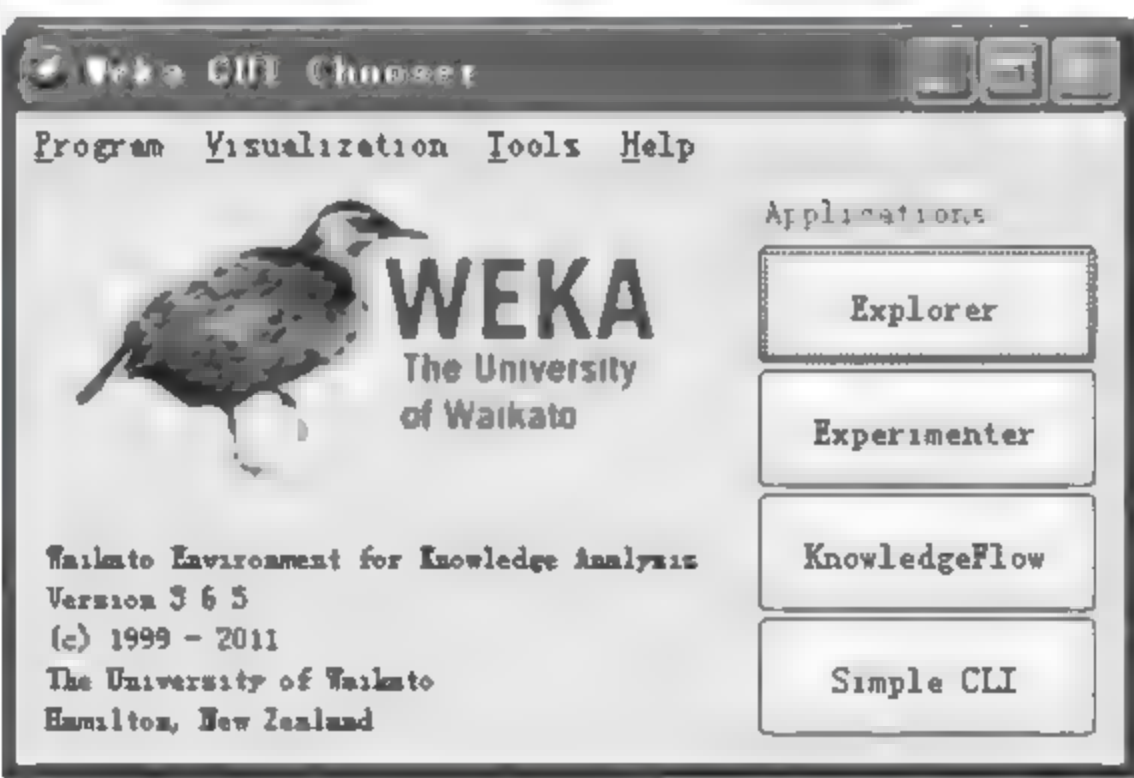 Weka GUI Chooser
Program Visualization Tools Help
Applications
WEKA
The University
of Waikato
Explorer
Experimenter
KnowledgeFlow
Simple CLI
Waikato Environment for Knowledge Analysis
Version 3 6 5
(c) 1999 - 2011
The University of Waikato
Hamilton, New Zealand